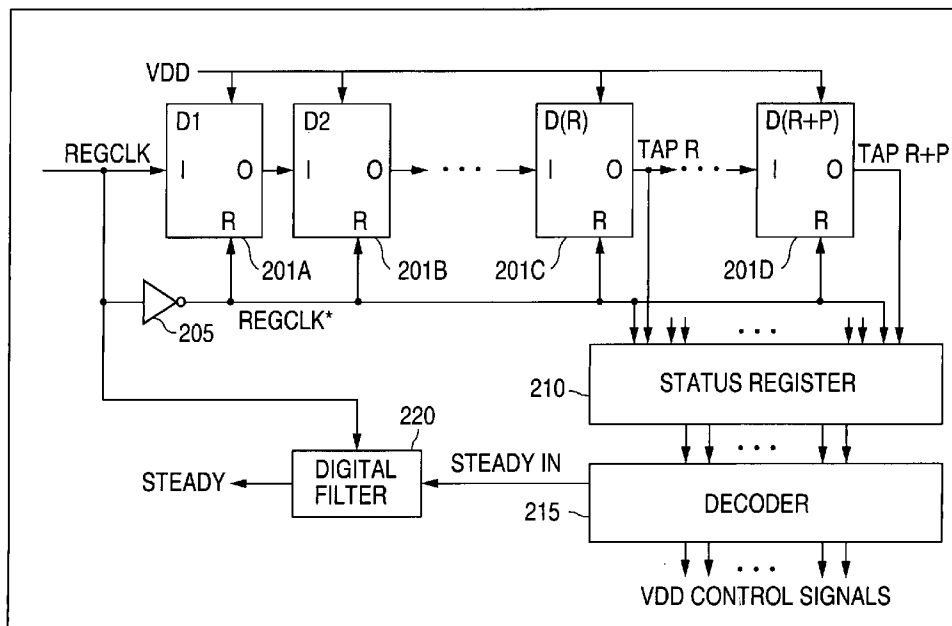 VDD
D1
D2
D(R)
D(R+P)
REGCLK
I
O
I
O
. . .
I
O
TAP R
. . .
I
O
TAP R+P
R
R
R
R
201A
201B
201C
201D
205
REGCLK*
. . .
210
STATUS REGISTER
220
. . .
STEADY
DIGITAL
FILTER
STEADY IN
215
DECODER
. . .
VDD CONTROL SIGNALS